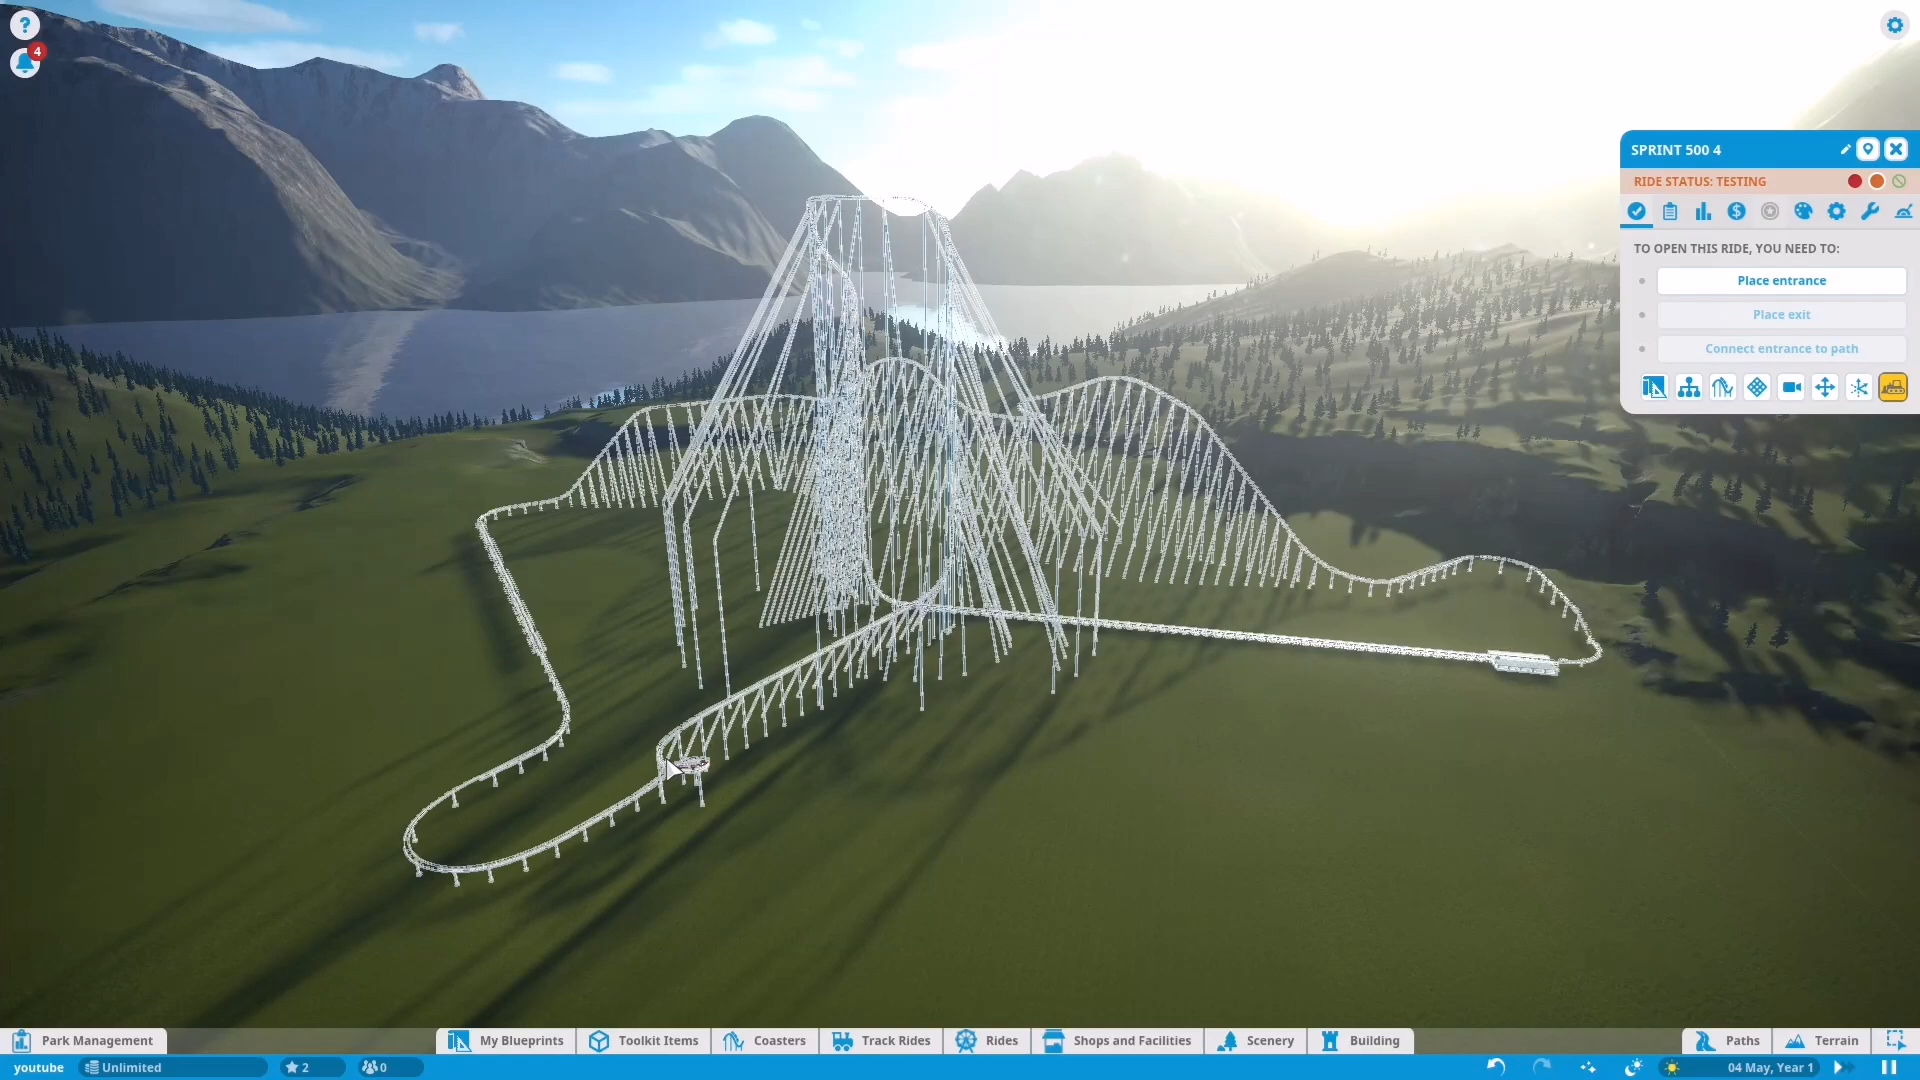 ?
4
SPRINT 500 4
RIDE STATUS: TESTING
TO OPEN THIS RIDE, YOU NEED TO:
Place entrance
Place exit
Connect entrance to path
Park Management
My Blueprints
Toolkit Items
Coasters
Track Rides
Rides
Shops and Facilities
Scenery
Building
Paths
Terrain
youtube
Unlimited
2
0
04 May, Year 1